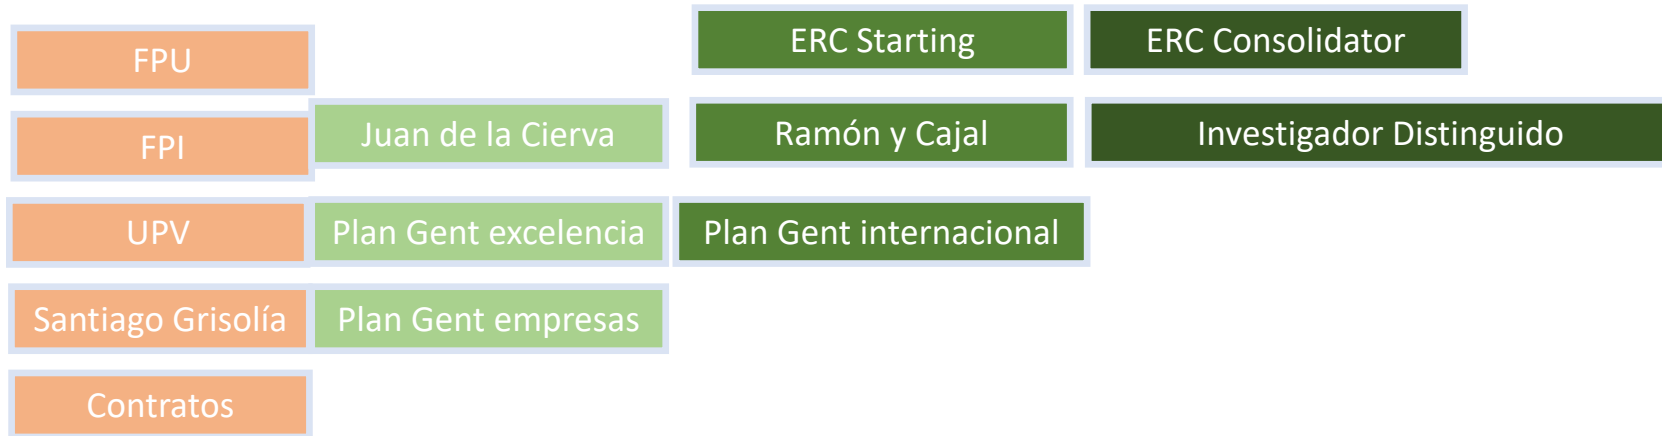 FPU
ERC Starting
ERC Consolidator
FPI
Juan de la Cierva
Ramón y Cajal
Investigador Distinguido
UPV
Plan Gent excelencia
Plan Gent internacional
Santiago Grisolía
Plan Gent empresas
Contratos